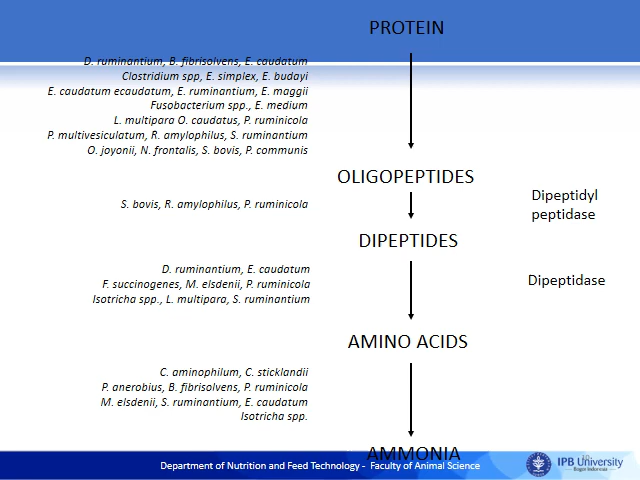 PROTEIN
D. ruminantium, B. fibrisolvens, E. caudatum
Clostridium spp, E. simplex, E. budayi
E. caudatum ecaudatum, E. ruminantium, E. maggii
Fusobacterium spp., E. medium
L. multipara O. caudatus, P. ruminicola
P. multivesiculatum, R. amylophilus, S. ruminantium
O. joyonii, N. frontalis, S. bovis, P. communis
OLIGOPEPTIDES
Dipeptidyl
peptidase
S. bovis, R. amylophilus, P. ruminicola
DIPEPTIDES
D. ruminantium, E. caudatum
F. succinogenes, M. elsdenii, P. ruminicola
Isotricha spp., L. multipara, S. ruminantium
Dipeptidase
AMINO ACIDS
C. aminophilum, C. sticklandii
P. anerobius, B. fibrisolvens, P. ruminicola
M. elsdenii, S. ruminantium, E. caudatum
Isotricha spp.
AMMONIA
Department of Nutrition and Feed Technology - Faculty of Animal Science
IPB University
Bogor Indonesia